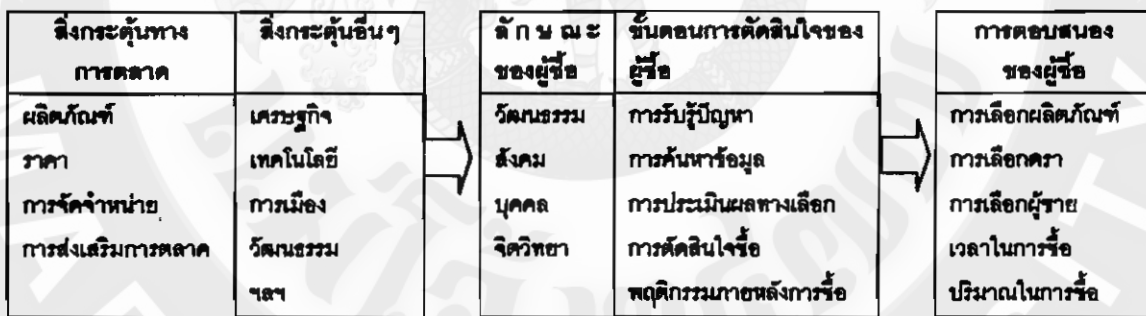 สิ่งกระตุ้นทาง
การตลาด
สิ่งกระตุ้นอื่นๆ
ลักษณะ
ของผู้ซื้อ
ขั้นตอนการตัดสินใจของ
ผู้ซื้อ
การตอบสนอง
ของผู้ซื้อ
ผลิตภัณฑ์
ราคา
การจัดจำหน่าย
การส่งเสริมการตลาด
เศรษฐกิจ
เทคโนโลยี
การเมือง
วัฒนธรรม
ฯลฯ
วัฒนธรรม
สังคม
บุคคล
จิตวิทยา
การรับรู้ปัญหา
การค้นหาข้อมูล
การประเมินผลทางเลือก
การตัดสินใจซื้อ
พฤติกรรมภายหลังการซื้อ
การเลือกผลิตภัณฑ์
การเลือกตรา
การเลือกผู้ขาย
เวลาในการซื้อ
ปริมาณในการซื้อ